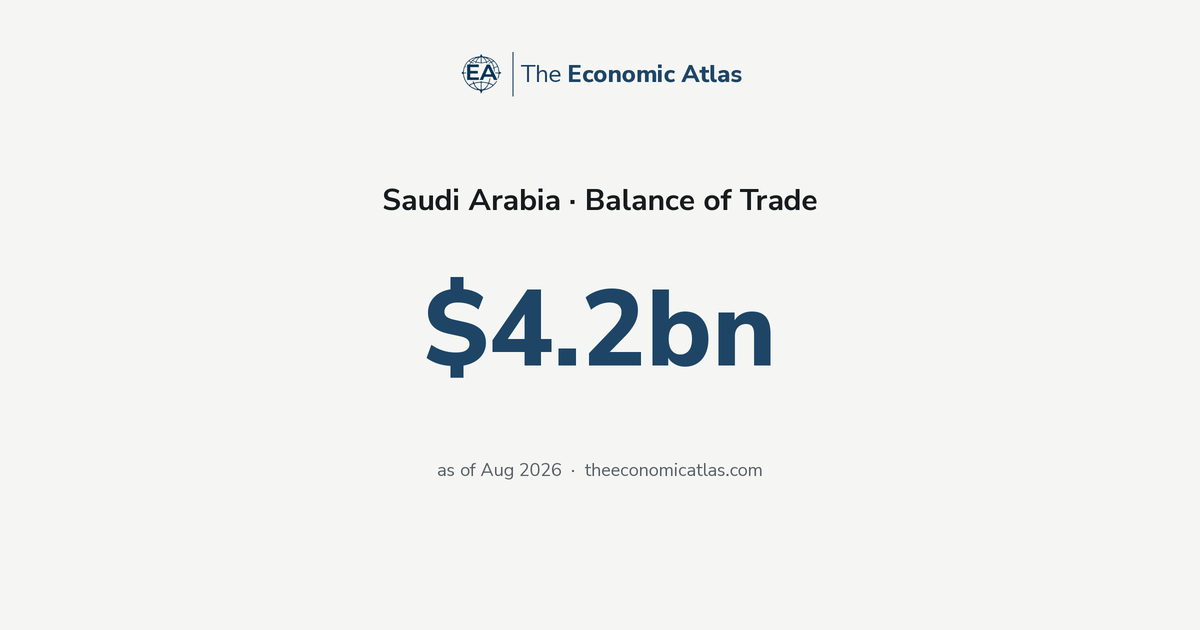 EA The Economic Atlas
Saudi Arabia · Balance of Trade
$4.2bn
as of Aug 2026 · theeconomicatlas.com